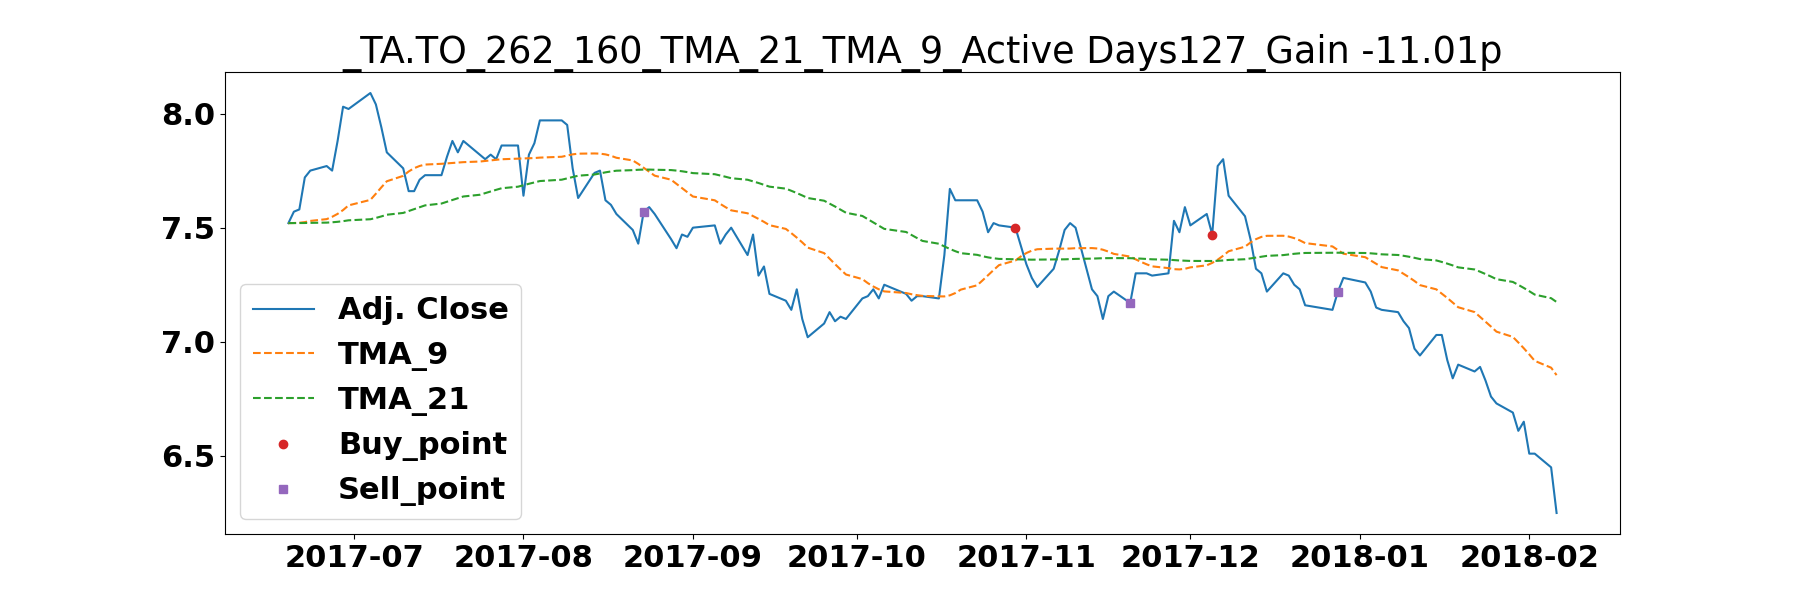 _TA.TO_262_160_TMA_21_TMA_9_Active Days127_Gain -11.01p
8.0
7.5
7.0
6.5
Adj. Close
TMA_9
TMA_21
Buy_point
Sell_point
2017-07 2017-08 2017-09 2017-10 2017-11 2017-12 2018-01 2018-02